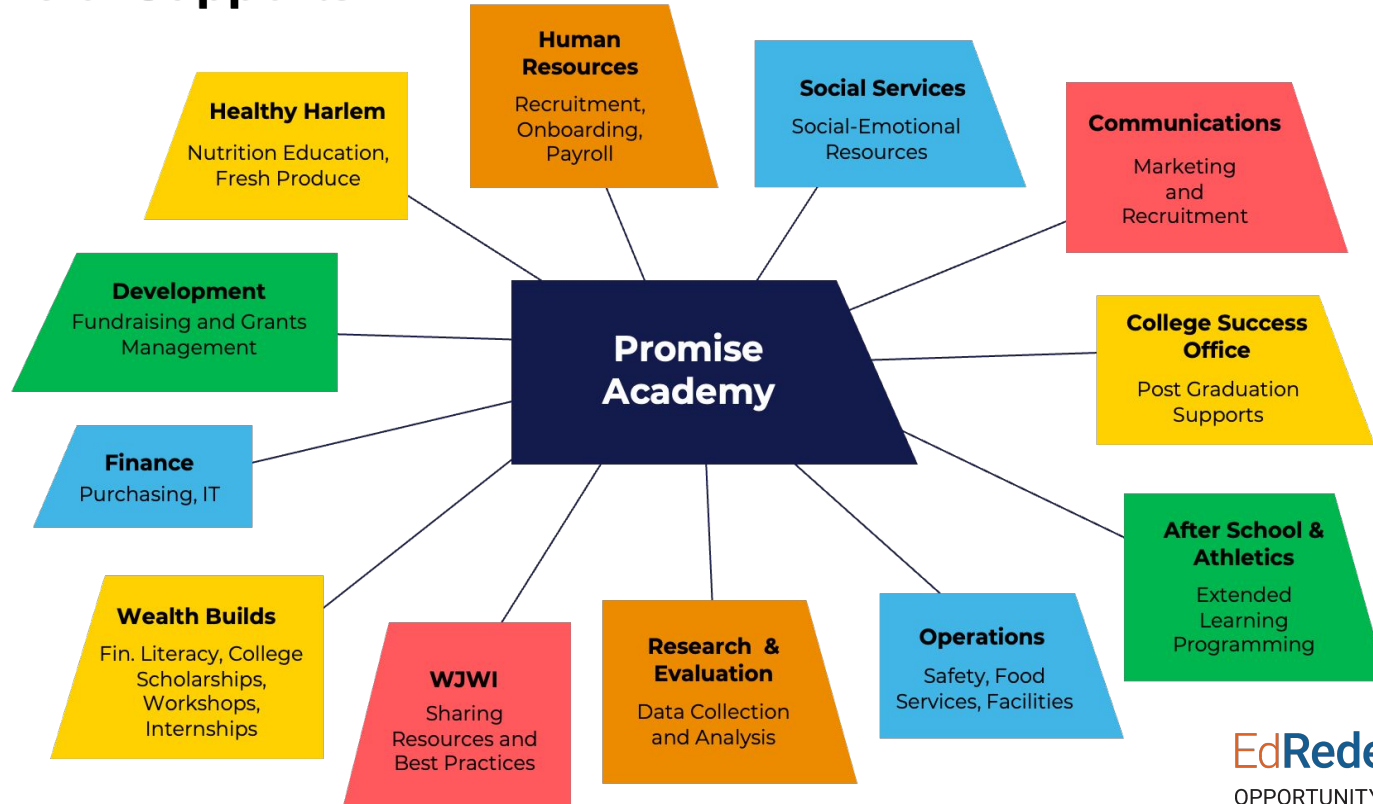 Human
Resources
Recruitment,
Onboarding,
Payroll
Social Services
Social-Emotional
Resources
Healthy Harlem
Nutrition Education,
Fresh Produce
Communications
Marketing
and
Recruitment
Development
Fundraising and Grants
Management
Promise
Academy
College Success
Office
Post Graduation
Supports
Finance
Purchasing, IT
After School &
Athletics
Extended
Learning
Programming
Wealth Builds
Fin. Literacy, College
Scholarships,
Workshops,
Internships
WJWI
Sharing
Resources and
Best Practices
Research & 
Evaluation
Data Collection
and Analysis
Operations
Safety, Food
Services, Facilities
EdRede
OPPORTUNITY